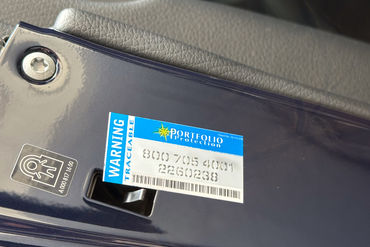 WARNING
TRACEABLE
PORTFOLIO
Protection
800 705 4001
2260238